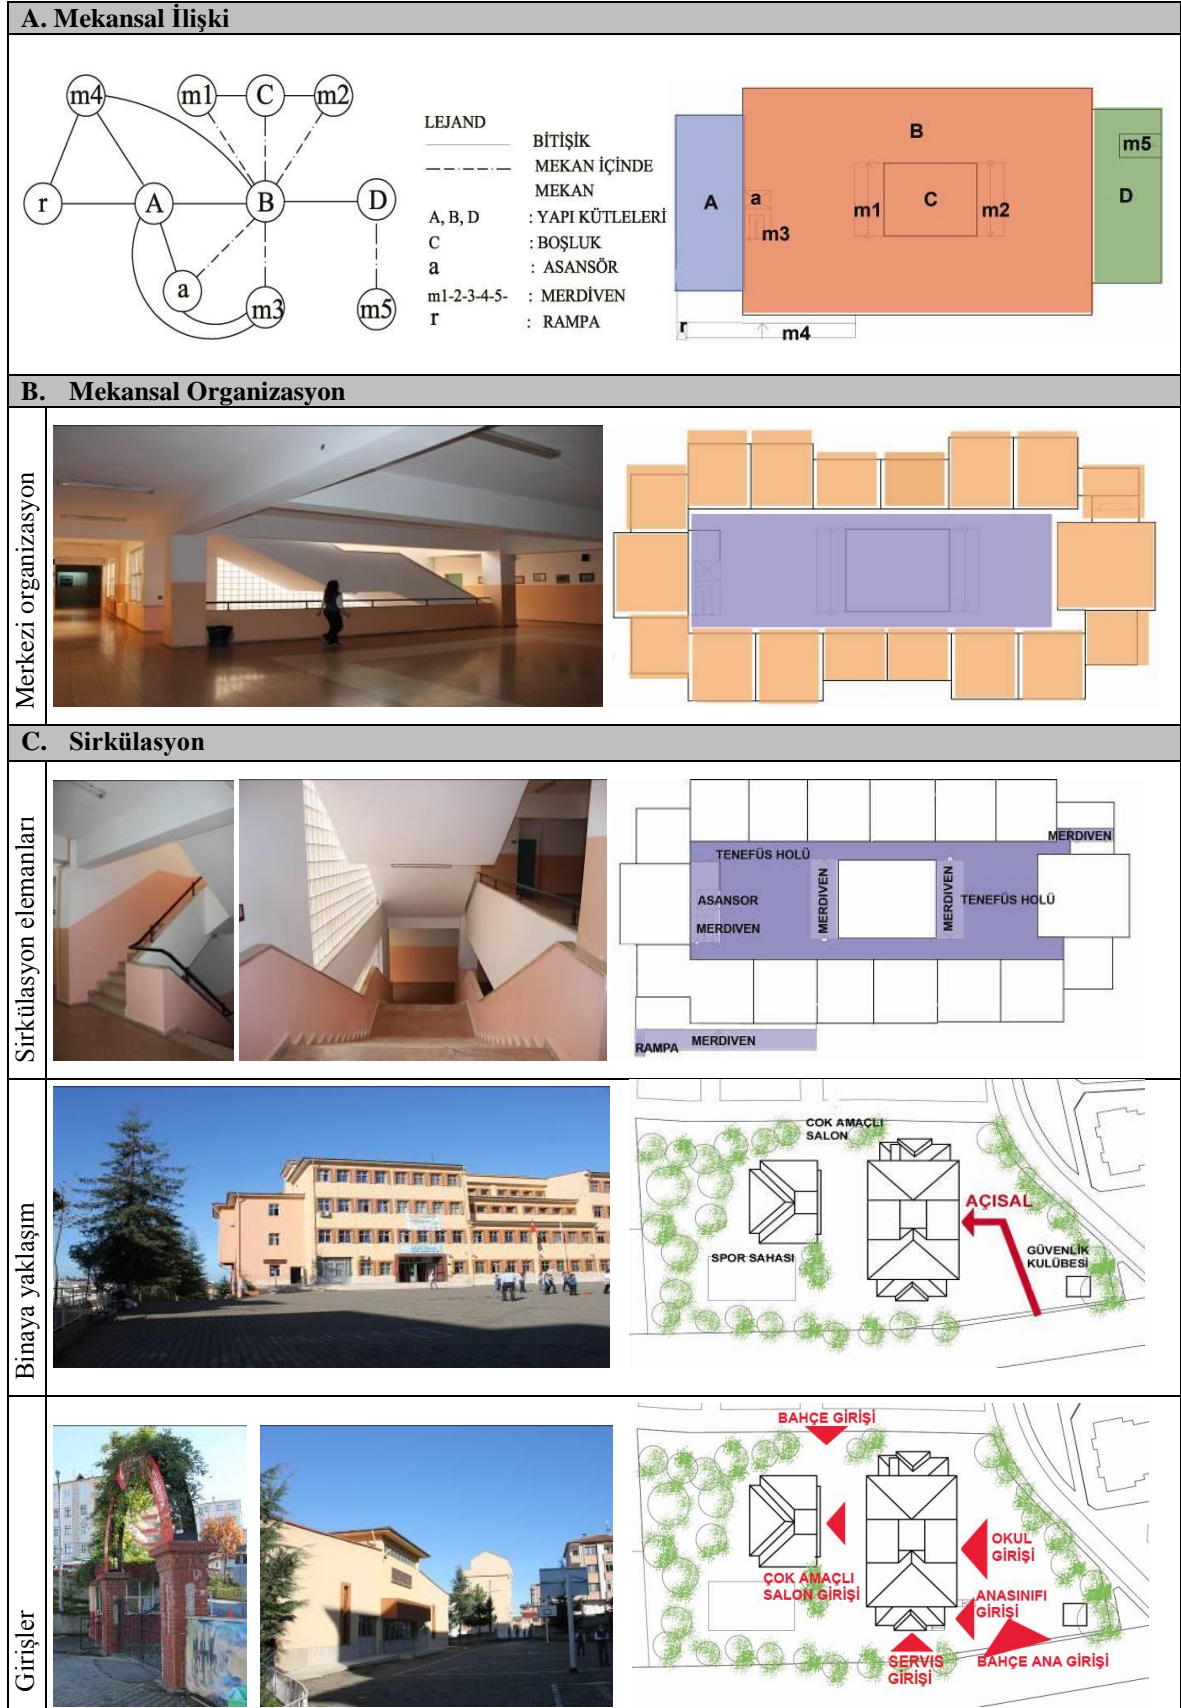 A. Mekansal İlişki
m4
m1
C
m2
r
A
B
D
a
m3
m5
LEJAND
BİTİŞİK
MEKAN İÇİNDE
MEKAN
A, B, D : YAPI KÜTLELERİ
C : BOŞLUK
a : ASANSÖR
m1-2-3-4-5- : MERDİVEN
r : RAMPA
B
m5
A
a
m1
C
m2
D
m3
r
m4
B. Mekansal Organizasyon
Merkezi organizasyon
C. Sirkülasyon
Sirkülasyon elemanları
MERDİVEN
TENEFÜS HOLÜ
ASANSOR
MERDİVEN
MERDİVEN
MERDİVEN
TENEFÜS HOLÜ
RAMPA
MERDİVEN
Binaya yaklaşım
COK AMAÇLI
SALON
AÇISAL
SPOR SAHASI
GÜVENLİK
KULÜBESİ
Girişler
BAHÇE GİRİŞİ
OKUL
GİRİŞİ
ÇOK AMAÇLI
SALON GİRİŞİ
ANASINIFI
GİRİŞİ
SERVIS
GİRİŞİ
BAHÇE ANA GİRİŞİ